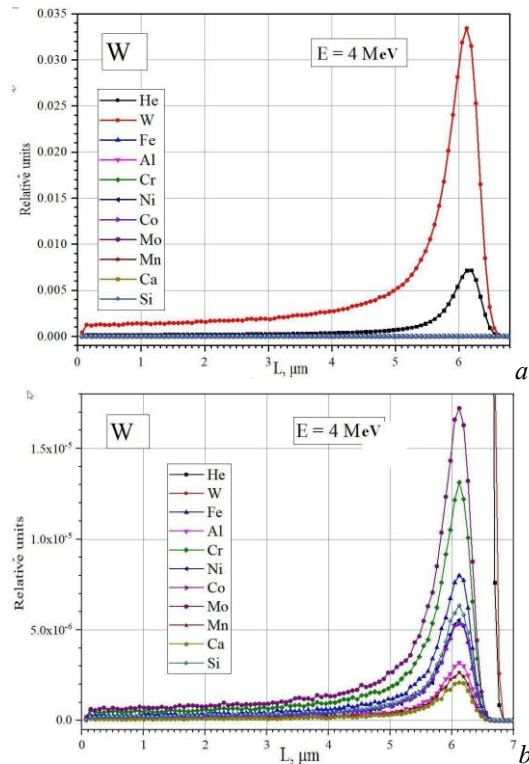 0.035
0.030
0.025
0.020
0.015
0.010
0.005
0.000
Relative units
W
E = 4 MeV
He
W
Fe
Al
Cr
Ni
Co
Mo
Mn
Ca
Si
0 1 2 3 4 5 6
L, µm
a
1.5x10⁻⁵
1.0x10⁻⁵
5.0x10⁻⁶
0.0
Relative units
W
E = 4 MeV
He
W
Fe
Al
Cr
Ni
Co
Mo
Mn
Ca
Si
0 1 2 3 4 5 6 7
L, µm
b